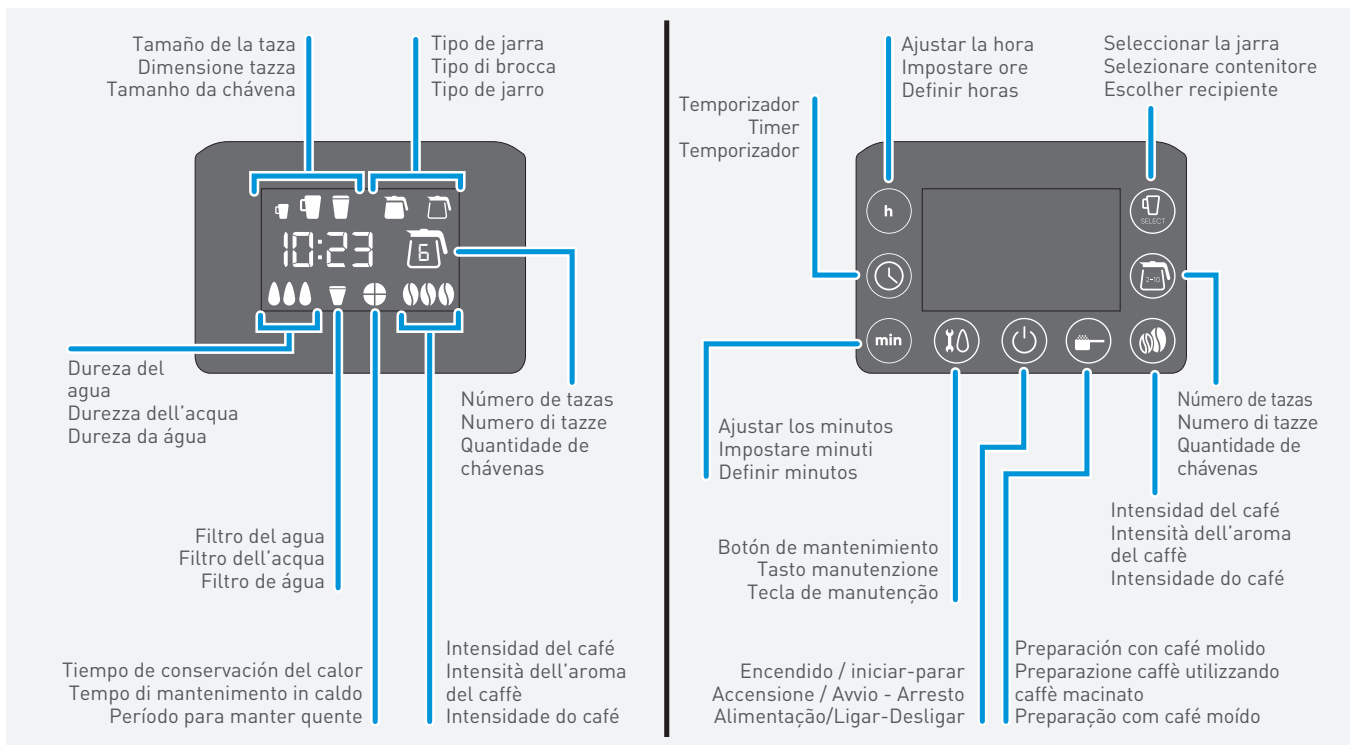 Tamaño de la taza
Dimensione tazza
Tamanho da chávena
Tipo de jarra
Tipo di brocca
Tipo de jarro
10:23
6
Dureza del
agua
Durezza dell'acqua
Dureza da água
Número de tazas
Numero di tazze
Quantidade de
chávenas
Filtro del agua
Filtro dell'acqua
Filtro de água
Tiempo de conservación del calor
Tempo di mantenimento in caldo
Período para manter quente
Intensidad del café
Intensità dell'aroma
del caffè
Intensidade do café
Ajustar la hora
Impostare ore
Definir horas
Seleccionar la jarra
Selezionare contenitore
Escolher recipiente
Temporizador
Timer
Temporizador
h
SELECT
2-10
min
Ajustar los minutos
Impostare minuti
Definir minutos
Número de tazas
Numero di tazze
Quantidade de
chávenas
Botón de mantenimiento
Tasto manutenzione
Tecla de manutenção
Intensidad del café
Intensità dell'aroma
del caffè
Intensidade do café
Encendido / iniciar-parar
Accensione / Avvio - Arresto
Alimentação/Ligar-Desligar
Preparación con café molido
Preparazione caffè utilizzando
caffè macinato
Preparação com café moído